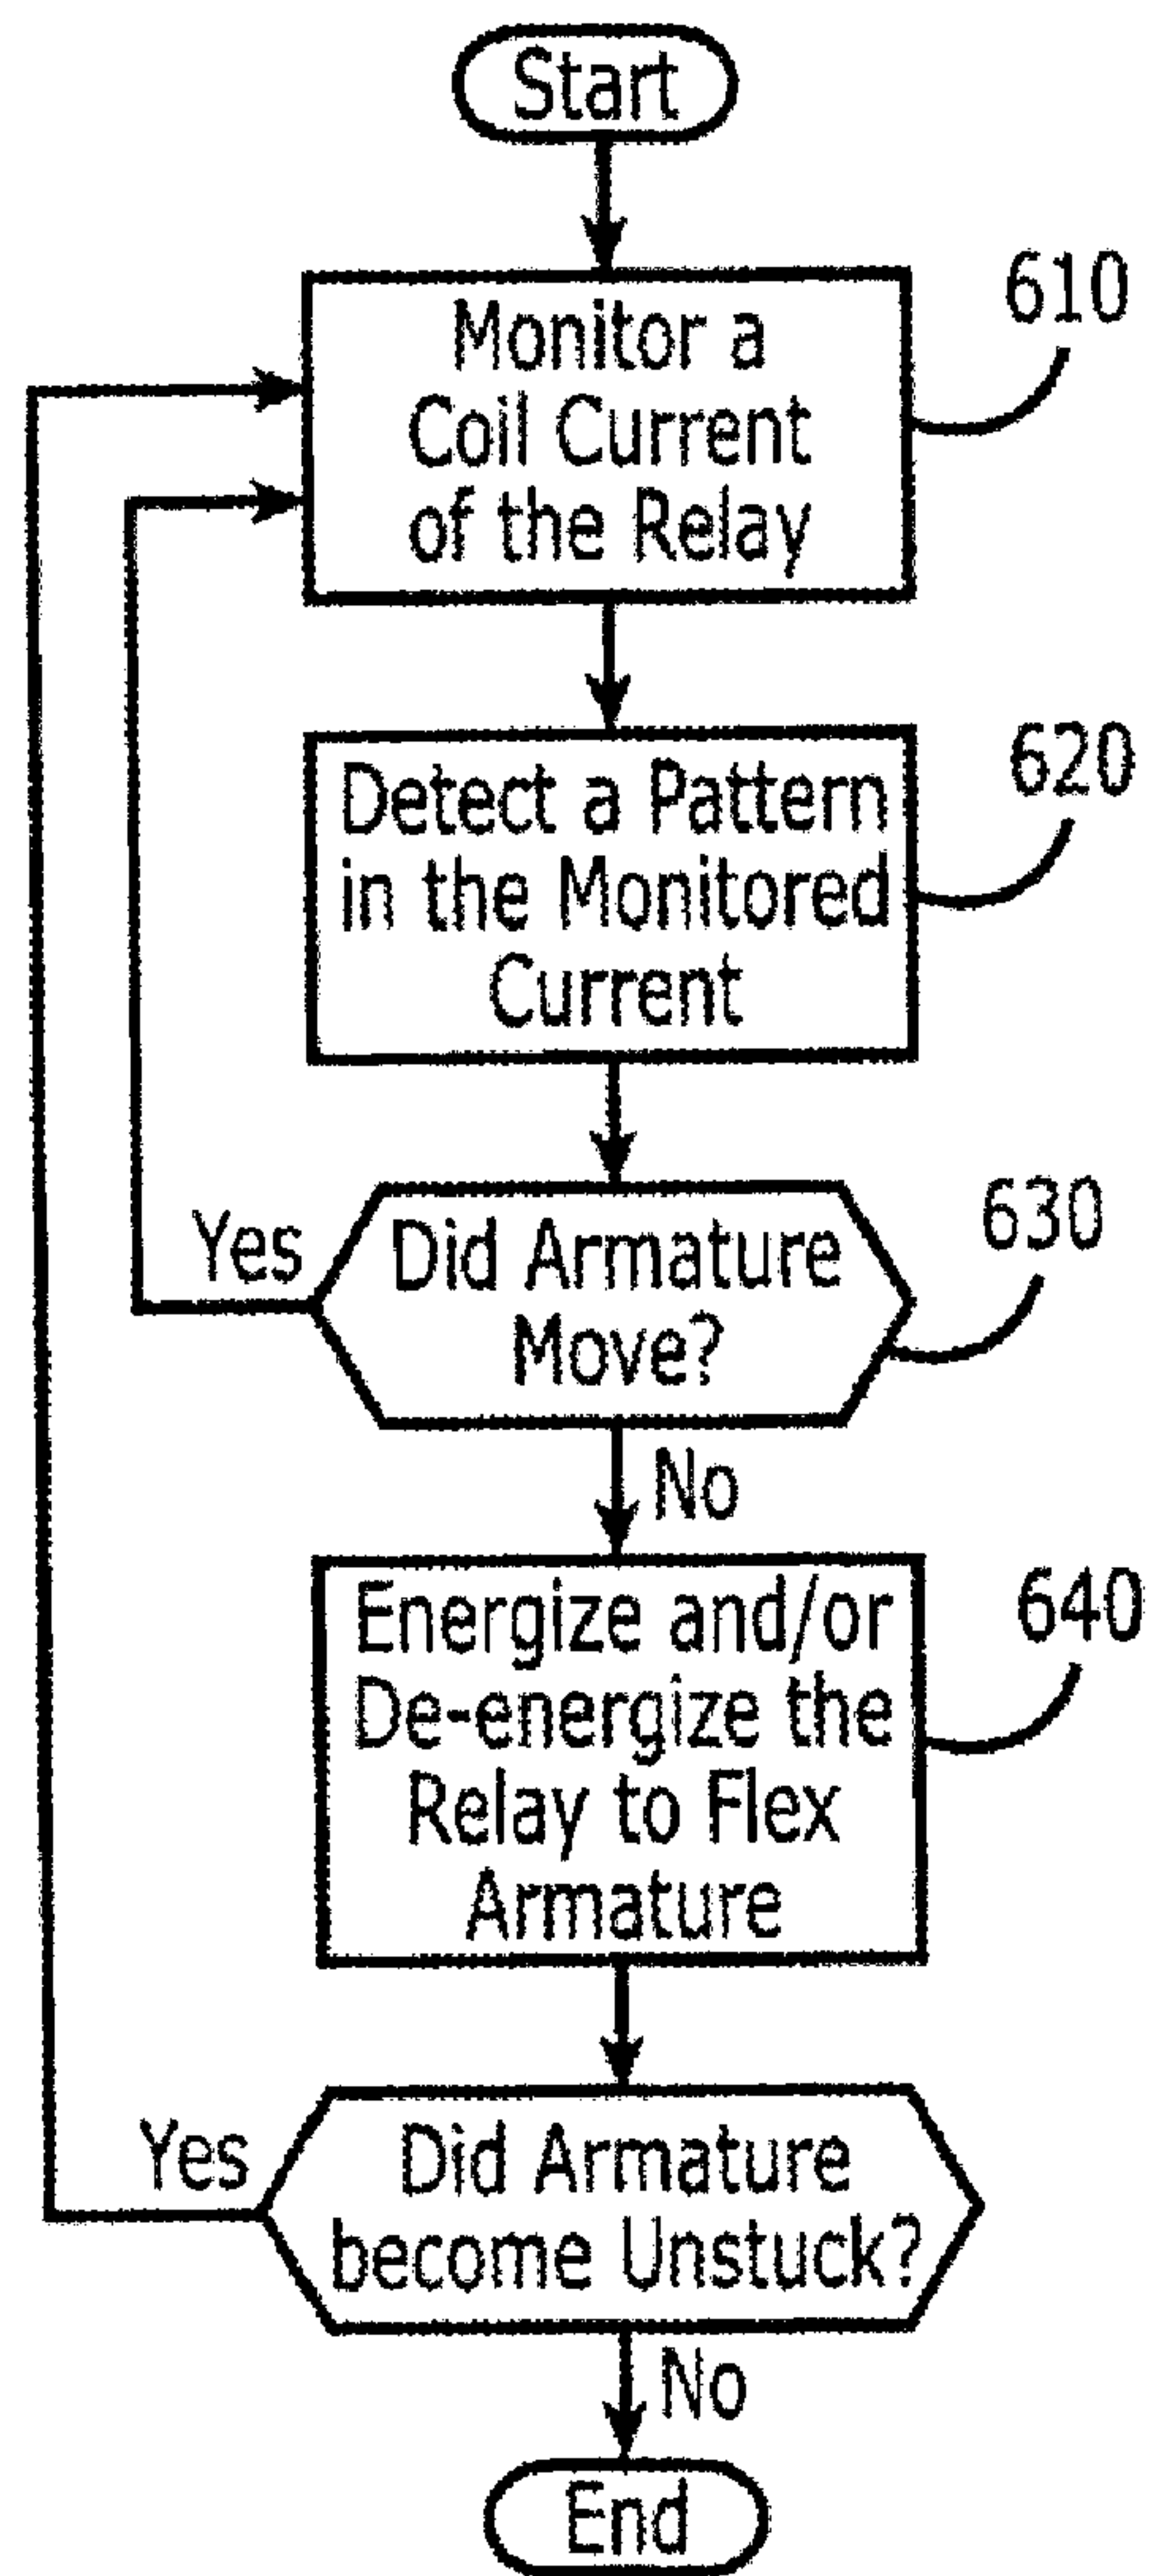 Start
610
Monitor a
Coil Current
of the Relay
620
Detect a Pattern
in the Monitored
Current
630
Yes
Did Armature
Move?
No
640
Energize and/or
De-energize the
Relay to Flex
Armature
Yes
Did Armature
become Unstuck?
No
End